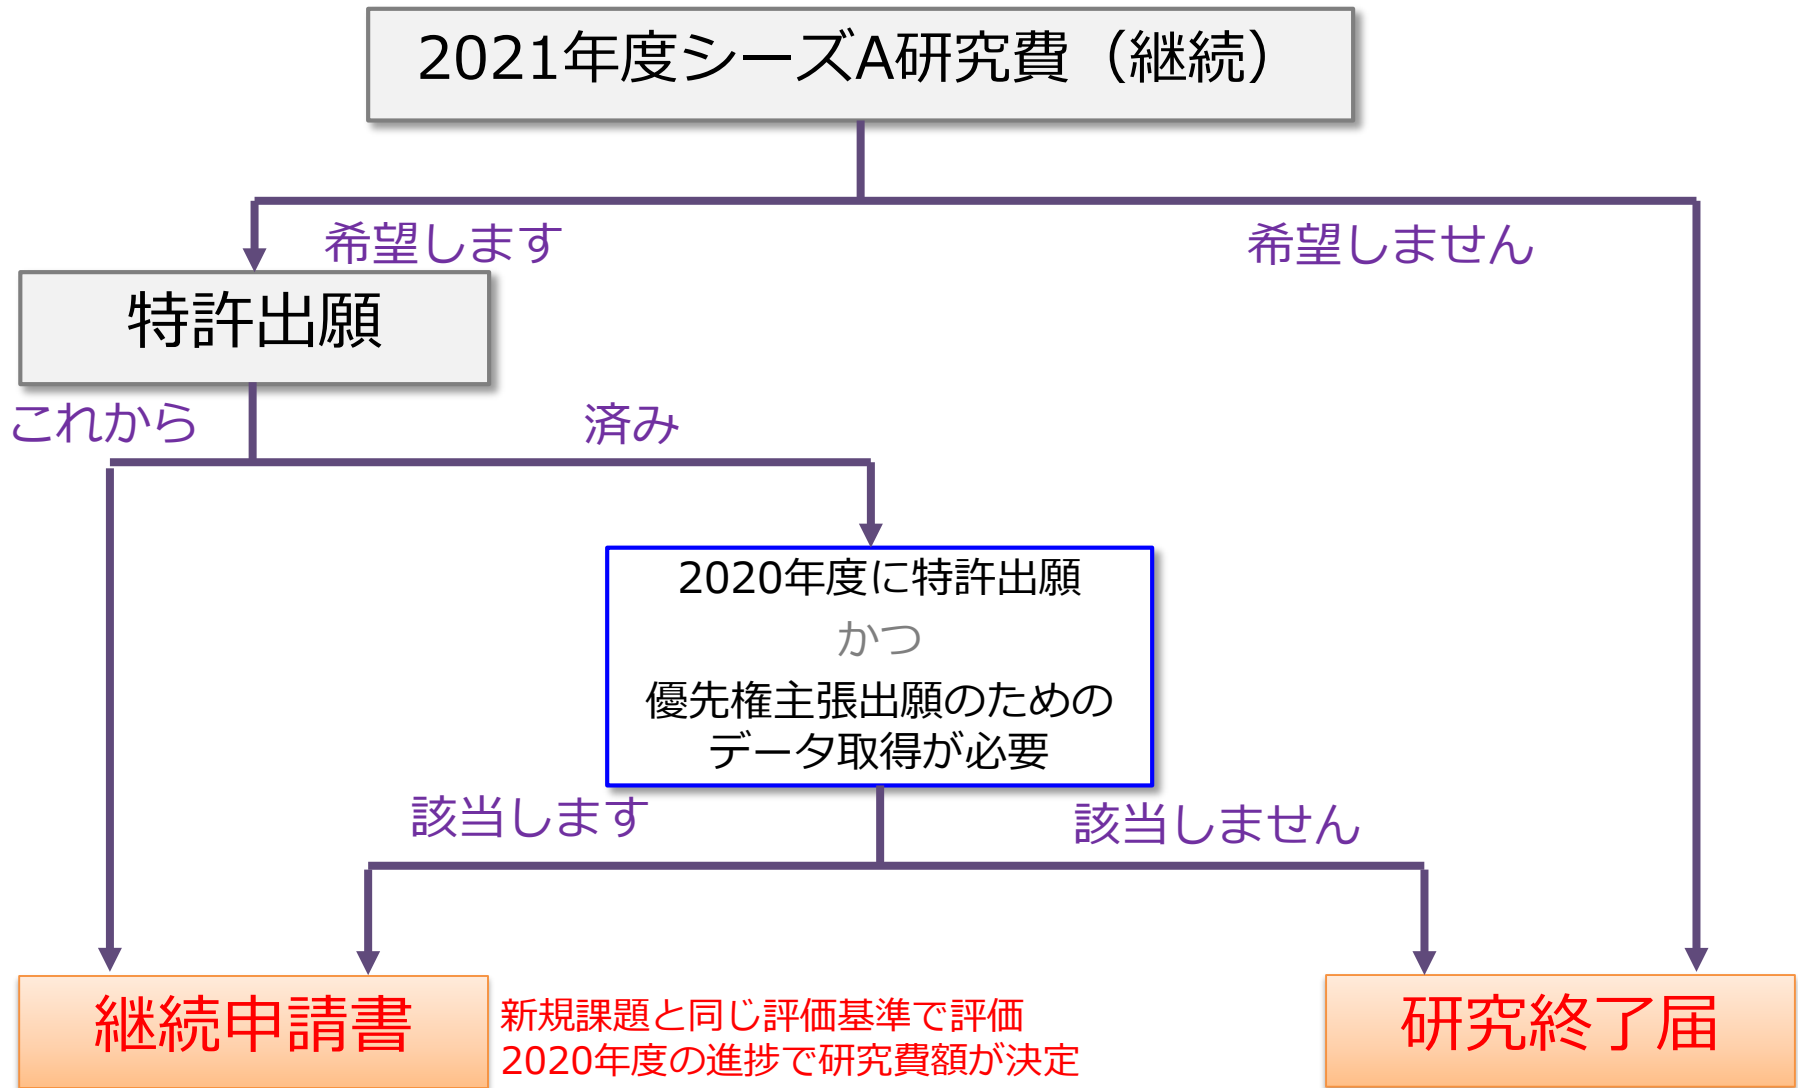 2021年度シーズA研究費（継続）
希望します
希望しません
特許出願
これから
済み
2020年度に特許出願
かつ
優先権主張出願のための
データ取得が必要
該当します
該当しません
継続申請書
新規課題と同じ評価基準で評価
2020年度の進捗で研究費額が決定
研究終了届